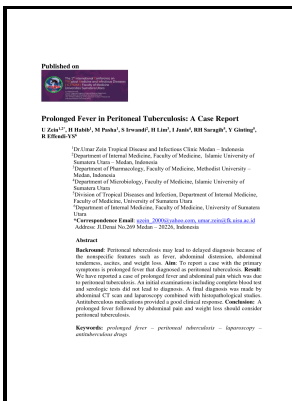 Published on
Prolonged Fever in Peritoneal Tuberculosis: A Case Report
U Zein¹,²*, H Habib², M Pasha³, S Irwandi², H Lim², I Janis⁴, RH Saragih⁵, Y Ginting⁵,
R Effendi-YS⁶
¹Dr.Umar Zein Tropical Disease and Infectious Clinic Medan – Indonesia
²Department of Internal Medicine, Faculty of Medicine, Islamic University of
Sumatera Utara – Medan, Indonesia
³Department of Pharmacology, Faculty of Medicine, Methodist University –
Medan, Indonesia
⁴Department of Microbiology, Faculty of Medicine, Islamic University of
Sumatera Utara
⁵Division of Tropical Diseases and Infection, Department of Internal Medicine,
Faculty of Medicine, University of Sumatera Utara
⁶Department of Internal Medicine, Faculty of Medicine, University of Sumatera
Utara
*Correspondence Email: uzein_2000@yahoo.com, umar.zein@fk.uisu.ac.id
Address: Jl.Denai No.269 Medan – 20226, Indonesia
Abstract
Backround: Peritoneal tuberculosis may lead to delayed diagnosis because of
the nonspecific features such as fever, abdominal distension, abdominal
tenderness, ascites, and weight loss. Aim: To report a case with the primary
symptoms is prolonged fever that diagnosed as peritoneal tuberculosis. Result:
We have reported a case of prolonged fever and abdominal pain which was due
to peritoneal tuberculosis. An initial examinations including complete blood test
and serologic tests did not lead to diagnosis. A final diagnosis was made by
abdominal CT scan and laparoscopy combined with histopathological studies.
Antituberculous medications provided a good clinical response. Conclusion: A
prolonged fever followed by abdominal pain and weight loss should consider
peritoneal tuberculosis.
Keywords: prolonged fever – peritoneal tuberculosis – laparoscopy –
antituberculous drugs